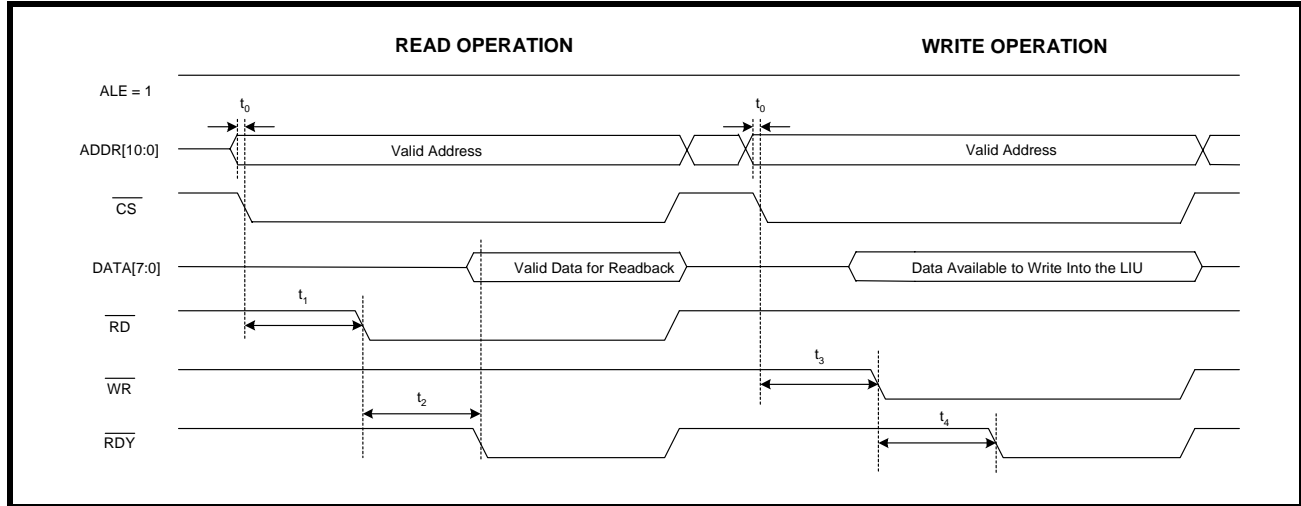 READ OPERATION WRITE OPERATION
ALE = 1
t0 t0
ADDR[10:0] Valid Address Valid Address
CS
DATA[7:0] Valid Data for Readback Data Available to Write Into the LIU
t1
RD
t3
WR
t2 t4
RDY